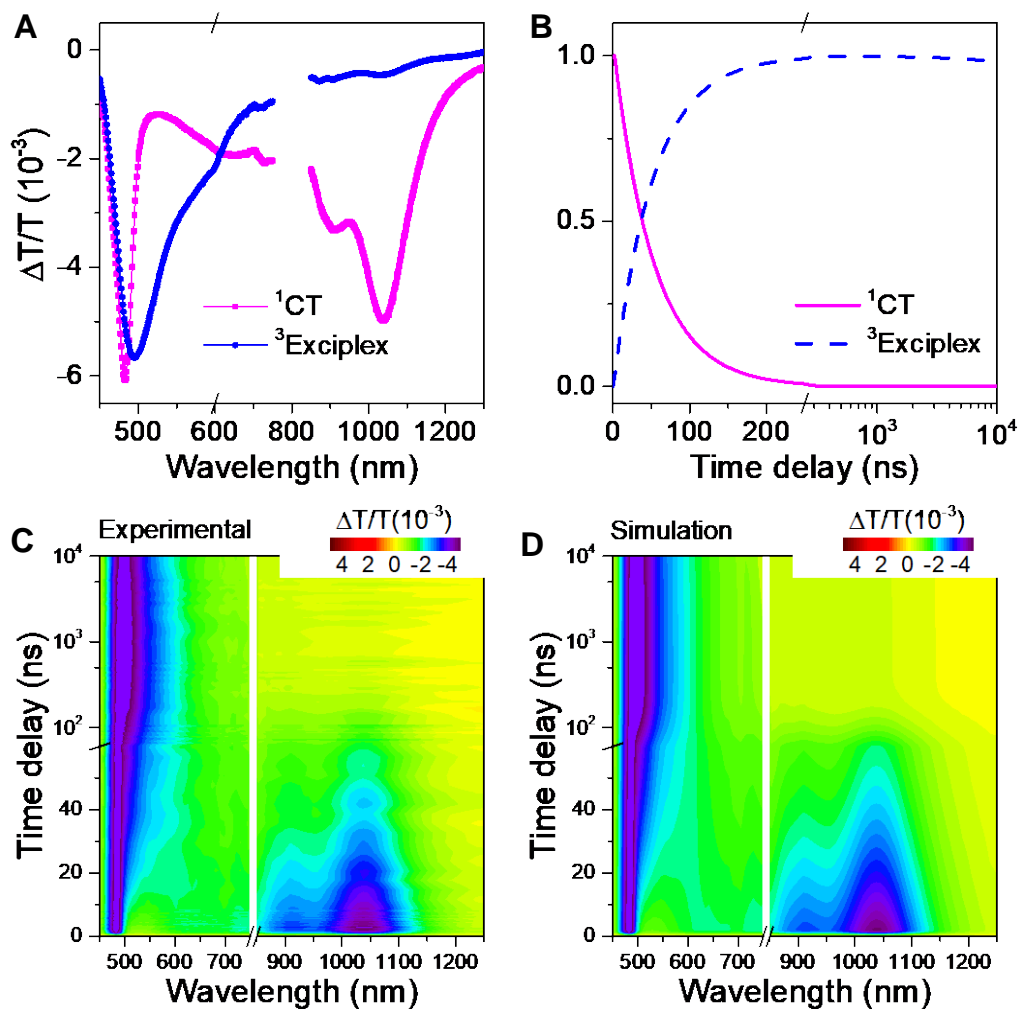 A
B
0
−2
−4
−6
ΔT/T (10⁻³)
¹CT
³Exciplex
500 600 800 1000 1200
Wavelength (nm)
1.0
0.5
0.0
¹CT
³Exciplex
0 100 200 10³ 10⁴
Time delay (ns)
C Experimental
ΔT/T(10⁻³)
4 2 0 -2 -4
10⁴
10³
10²
40
20
0
Time delay (ns)
500 600 700 900 1000 1100 1200
Wavelength (nm)
D Simulation
ΔT/T(10⁻³)
4 2 0 -2 -4
10⁴
10³
10²
40
20
0
Time delay (ns)
500 600 700 900 1000 1100 1200
Wavelength (nm)